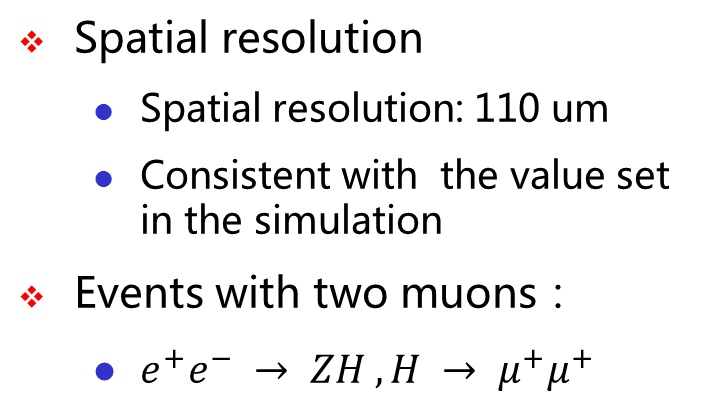 Spatial resolution
Spatial resolution: 110 um
Consistent with the value set
in the simulation
Events with two muons :
e⁺e⁻ → ZH , H → μ⁺μ⁺